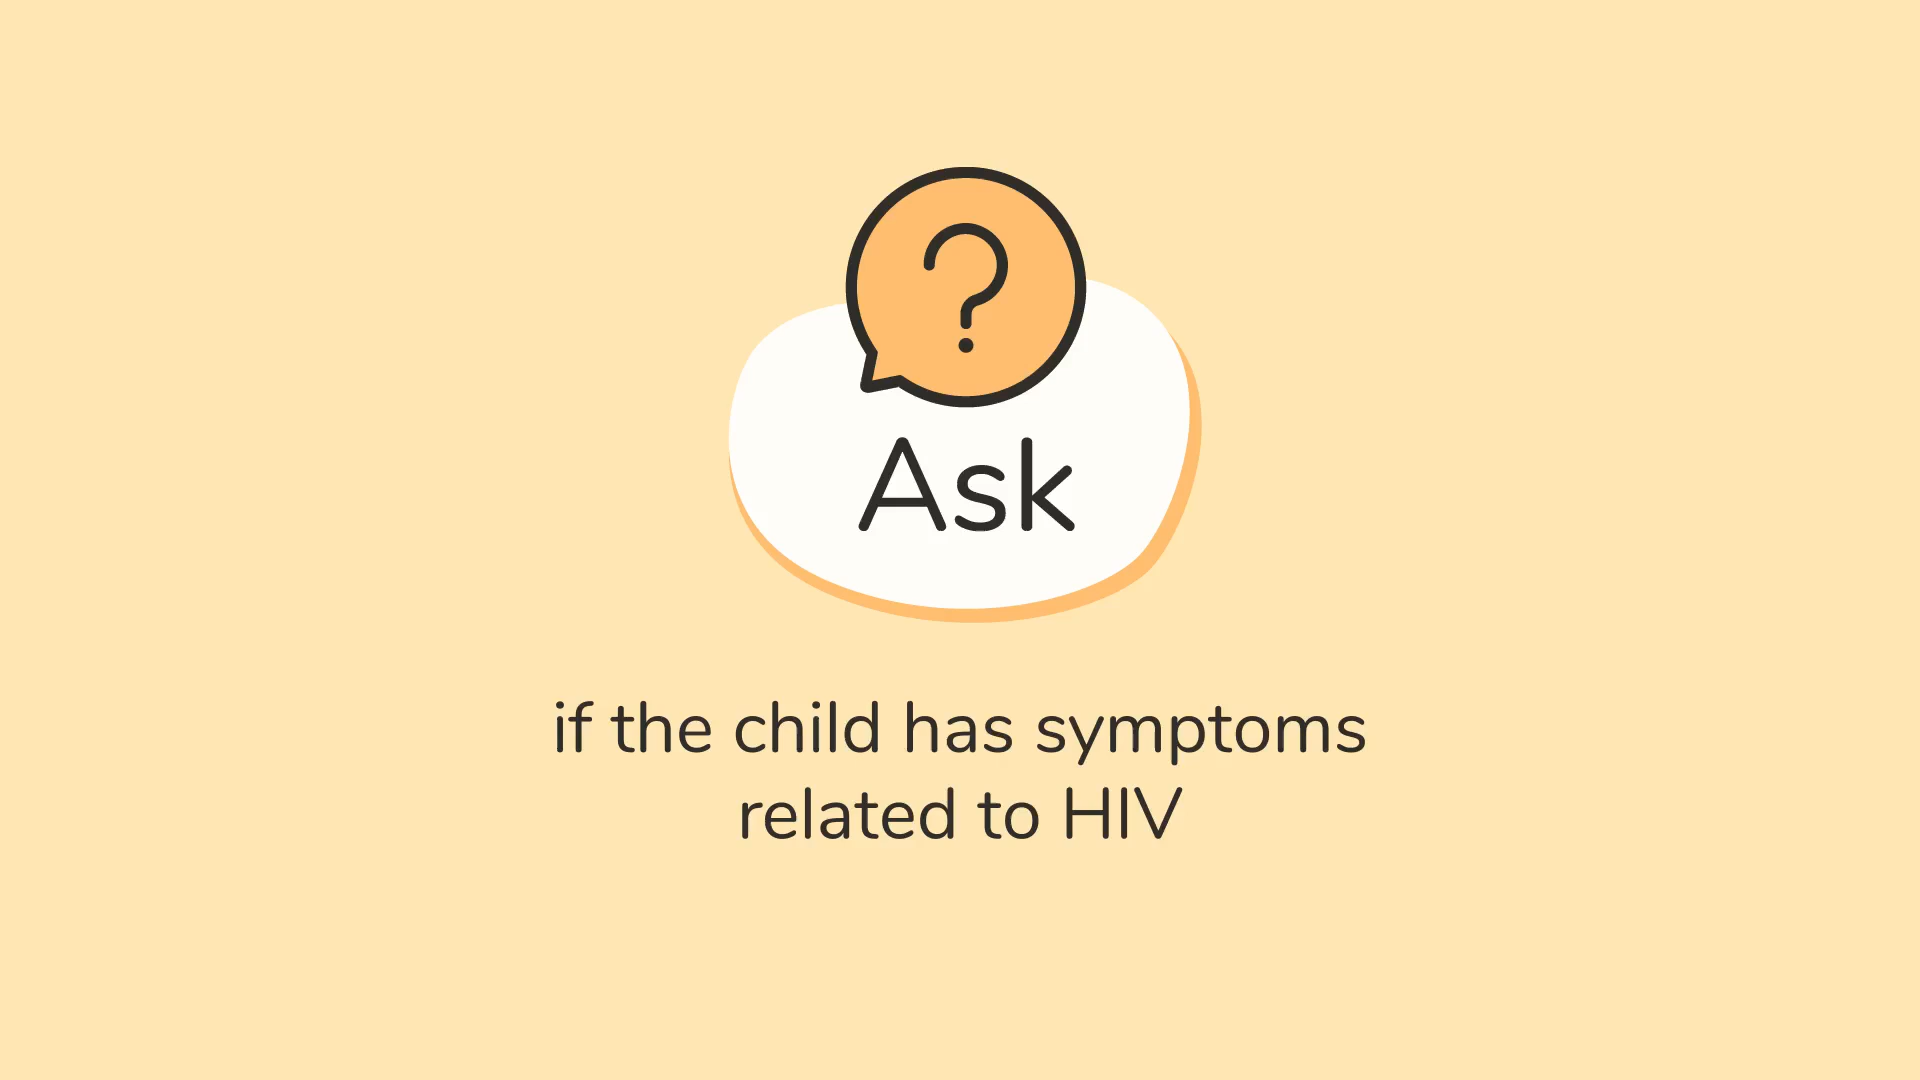 ?
Ask
if the child has symptoms
related to HIV